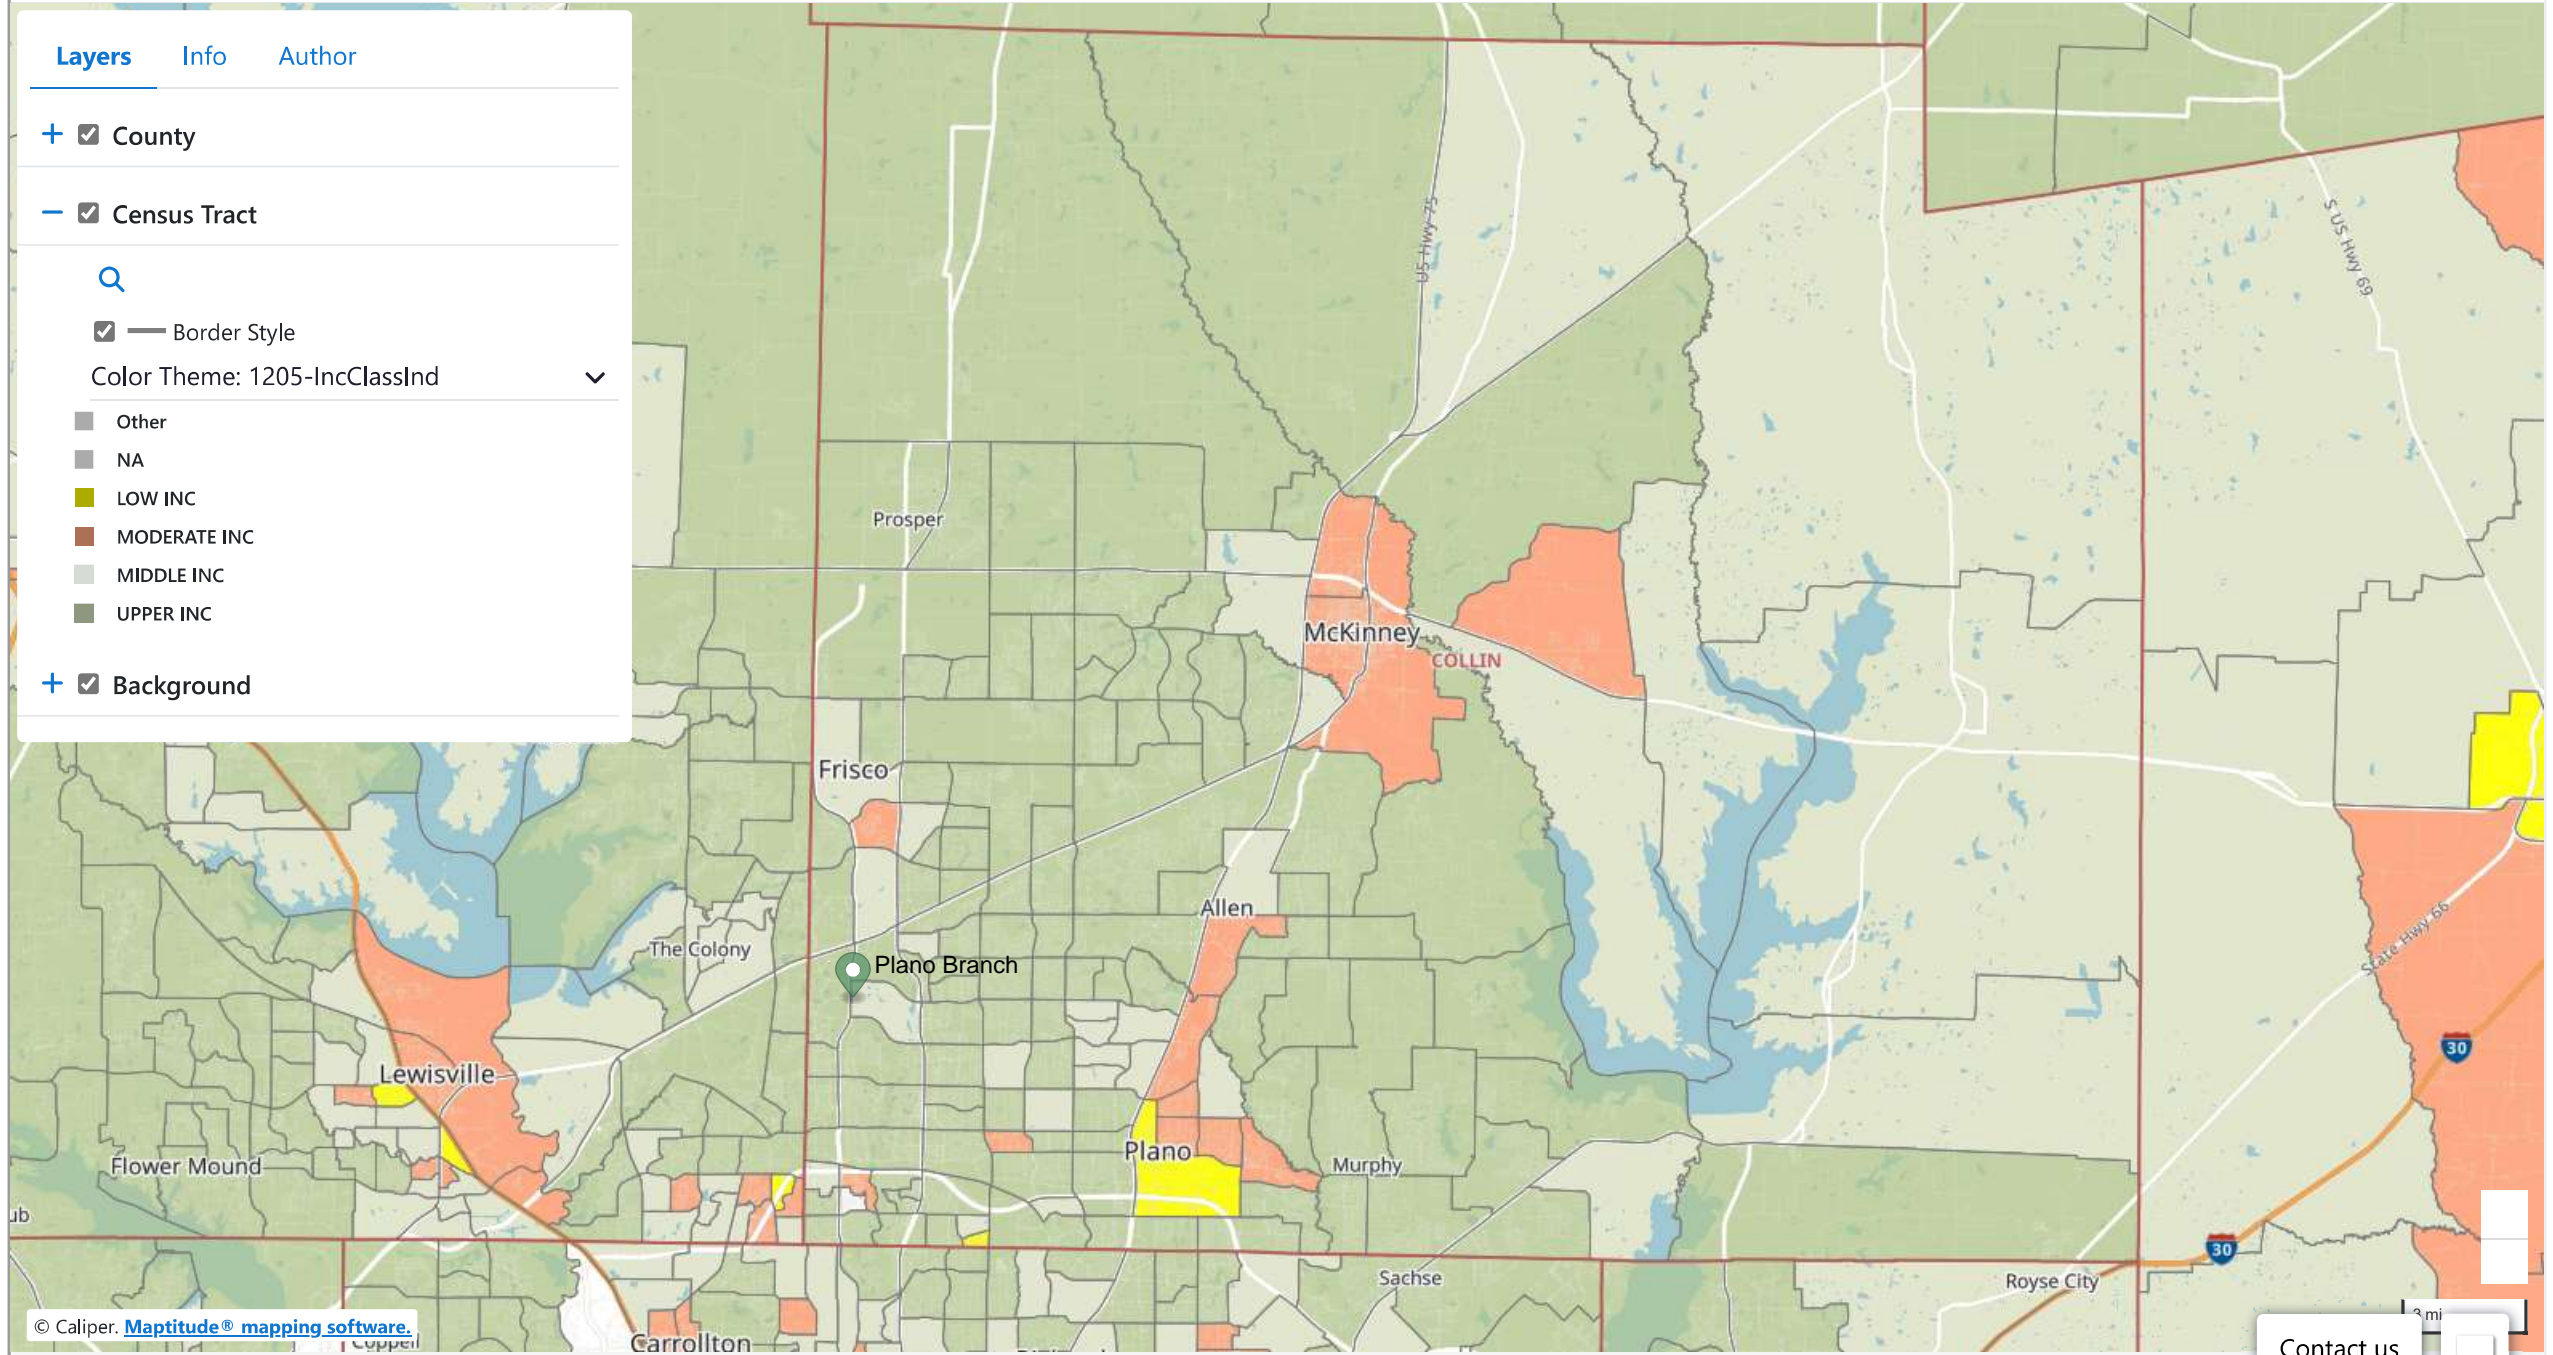 Layers Info Author
County
Census Tract
Border Style
Color Theme: 1205-IncClassInd
Other
NA
LOW INC
MODERATE INC
MIDDLE INC
UPPER INC
Background
US Hwy 75
S US Hwy 69
Prosper
McKinney
COLLIN
Frisco
Allen
The Colony
Plano Branch
State Hwy 66
30
Lewisville
Plano
Flower Mound
Murphy
ub
30
Sachse
Royse City
3 mi
© Caliper. Maptitude® mapping software.
Coppell
Carrollton
Contact us